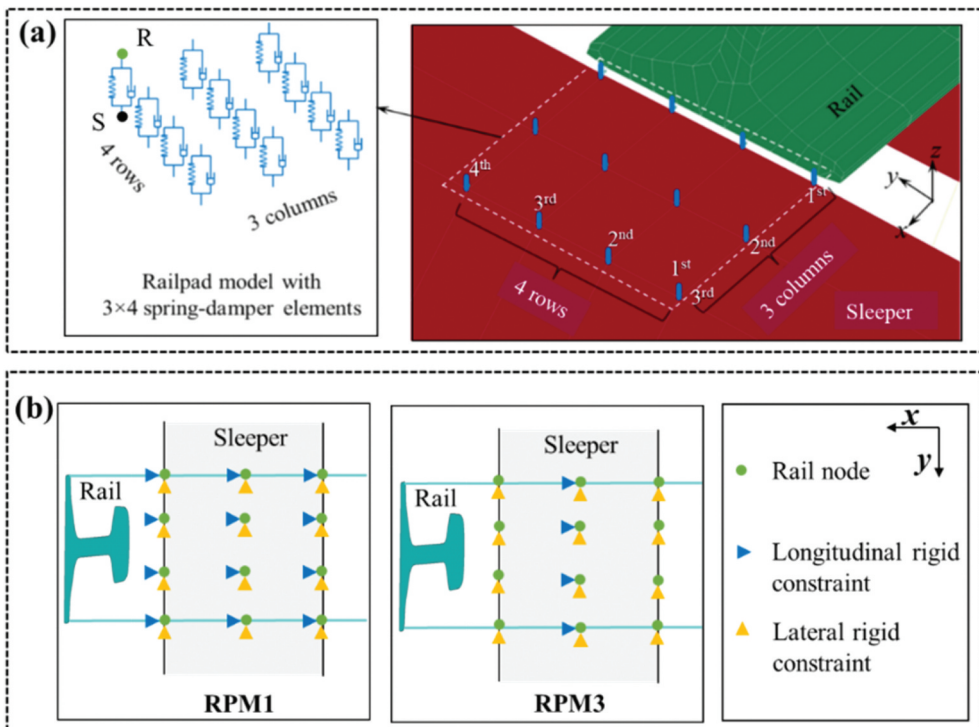 (a)
R
S
4 rows
3 columns
Railpad model with
3×4 spring-damper elements
Rail
z
y
x
4th
3rd
2nd
1st
1st
2nd
3rd
4 rows
3 columns
Sleeper
(b)
Sleeper
Rail
RPM1
Sleeper
Rail
RPM3
x
y
Rail node
Longitudinal rigid
constraint
Lateral rigid
constraint